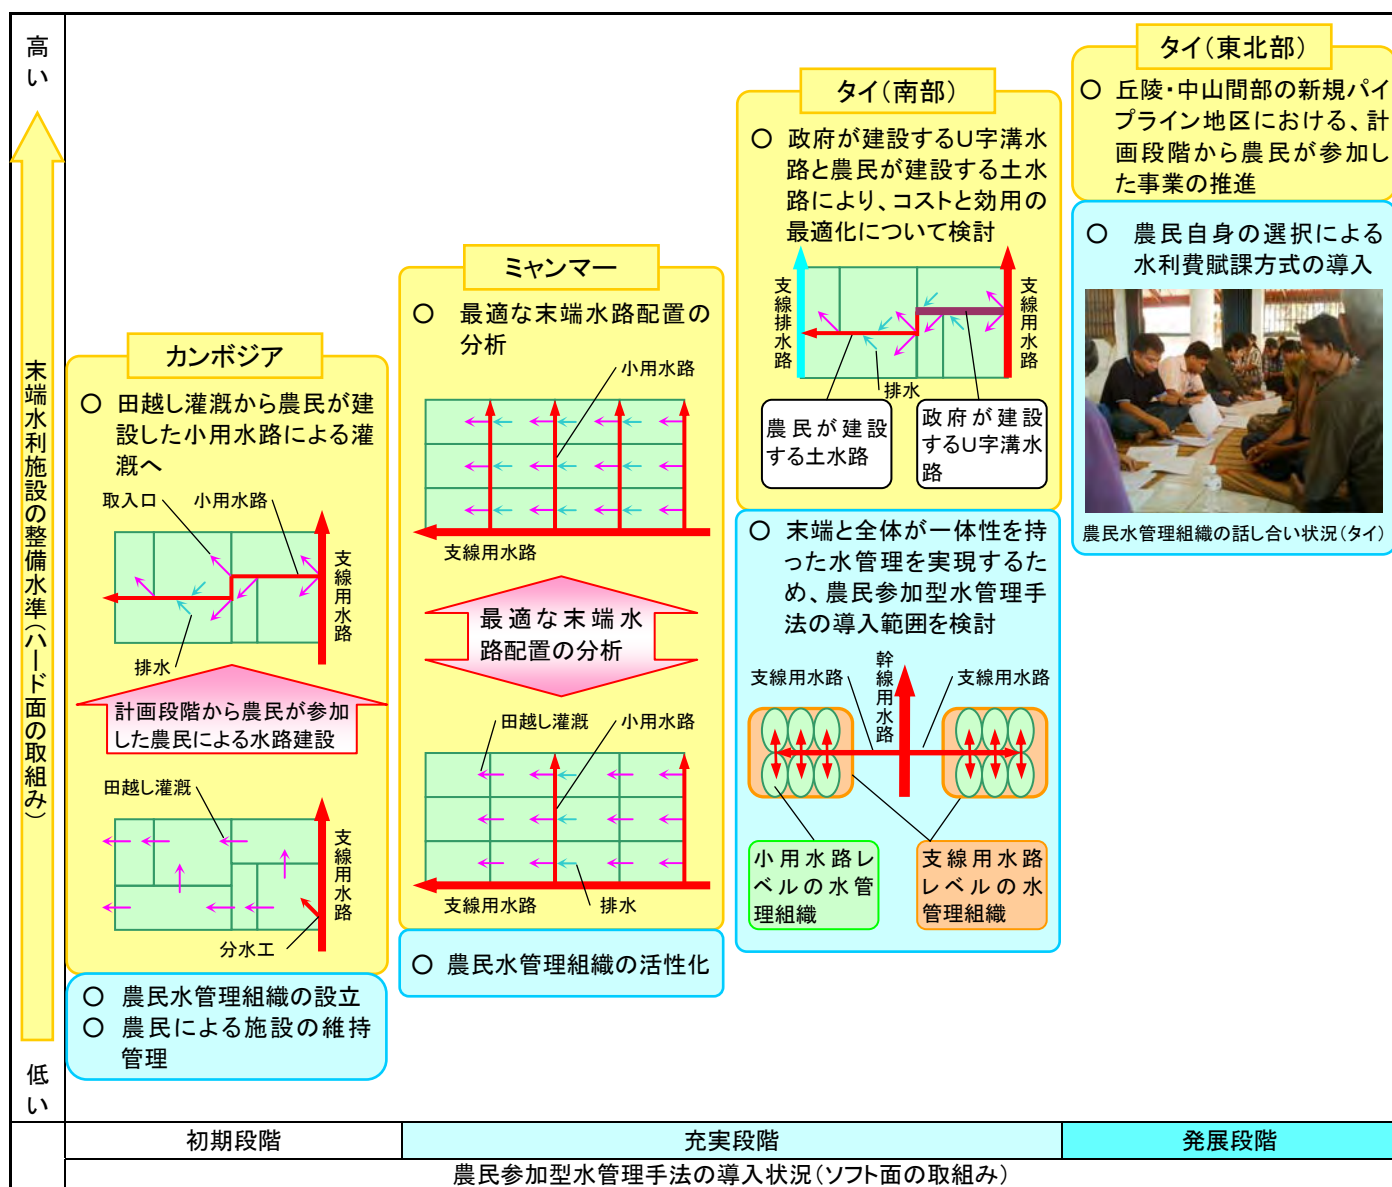 高い
末端水利施設の整備水準(ハード面の取組み)
低い
カンボジア
○ 田越し灌漑から農民が建
設した小用水路による灌
漑へ
取入口
小用水路
支線用水路
排水
計画段階から農民が参加
した農民による水路建設
田越し灌漑
支線用水路
分水工
○ 農民水管理組織の設立
○ 農民による施設の維持
管理
ミャンマー
○ 最適な末端水路配置の
分析
小用水路
支線用水路
最適な末端水
路配置の分析
田越し灌漑
小用水路
支線用水路
排水
○ 農民水管理組織の活性化
タイ(南部)
○ 政府が建設するU字溝水
路と農民が建設する土水
路により、コストと効用の
最適化について検討
支線排水路
支線用水路
排水
農民が建設
する土水路
政府が建設
するU字溝水
路
○ 末端と全体が一体性を持
った水管理を実現するた
め、農民参加型水管理手
法の導入範囲を検討
幹線用水路
支線用水路
支線用水路
小用水路レ
ベルの水管
理組織
支線用水路
レベルの水
管理組織
タイ(東北部)
○ 丘陵・中山間部の新規パイ
プライン地区における、計
画段階から農民が参加し
た事業の推進
○ 農民自身の選択による
水利費賦課方式の導入
農民水管理組織の話し合い状況(タイ)
初期段階
充実段階
発展段階
農民参加型水管理手法の導入状況(ソフト面の取組み)